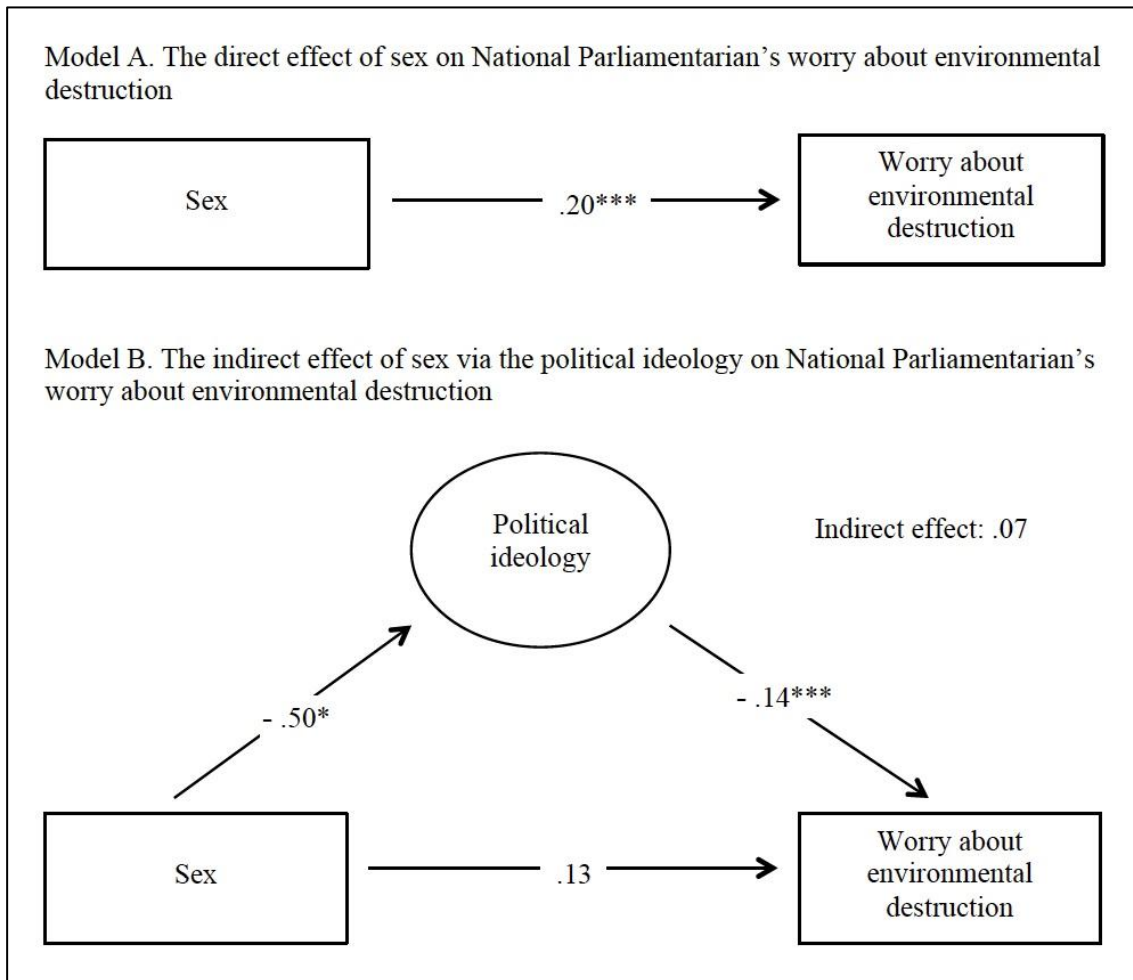 Model A. The direct effect of sex on National Parliamentarian’s worry about environmental
destruction
Sex
.20***
Worry about
environmental
destruction
Model B. The indirect effect of sex via the political ideology on National Parliamentarian’s
worry about environmental destruction
Political
ideology
Indirect effect: .07
- .50*
- .14***
Sex
.13
Worry about
environmental
destruction